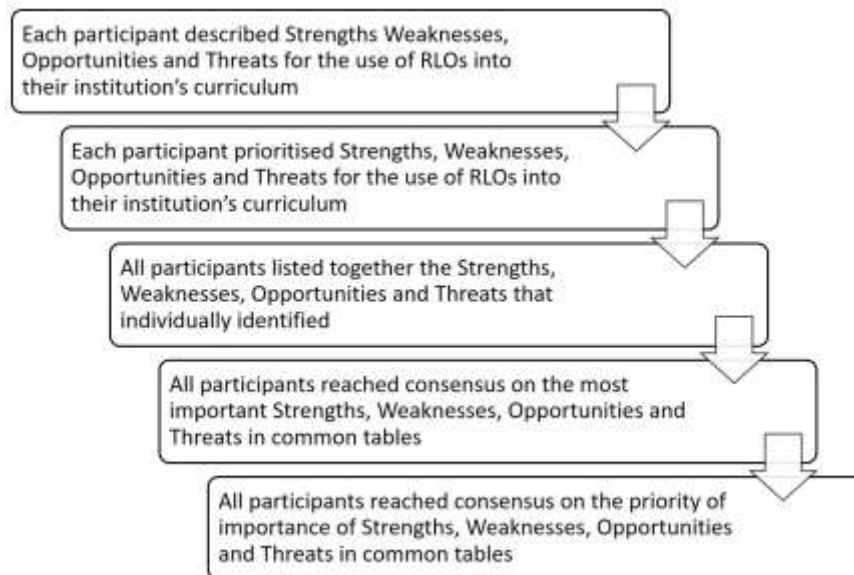 Each participant described Strengths Weaknesses,
Opportunities and Threats for the use of RLOs into
their institution's curriculum
Each participant prioritised Strengths, Weaknesses,
Opportunities and Threats for the use of RLOs into
their institution's curriculum
All participants listed together the Strengths,
Weaknesses, Opportunities and Threats that
individually identified
All participants reached consensus on the most
important Strengths, Weaknesses, Opportunities and
Threats in common tables
All participants reached consensus on the priority of
importance of Strengths, Weaknesses, Opportunities
and Threats in common tables